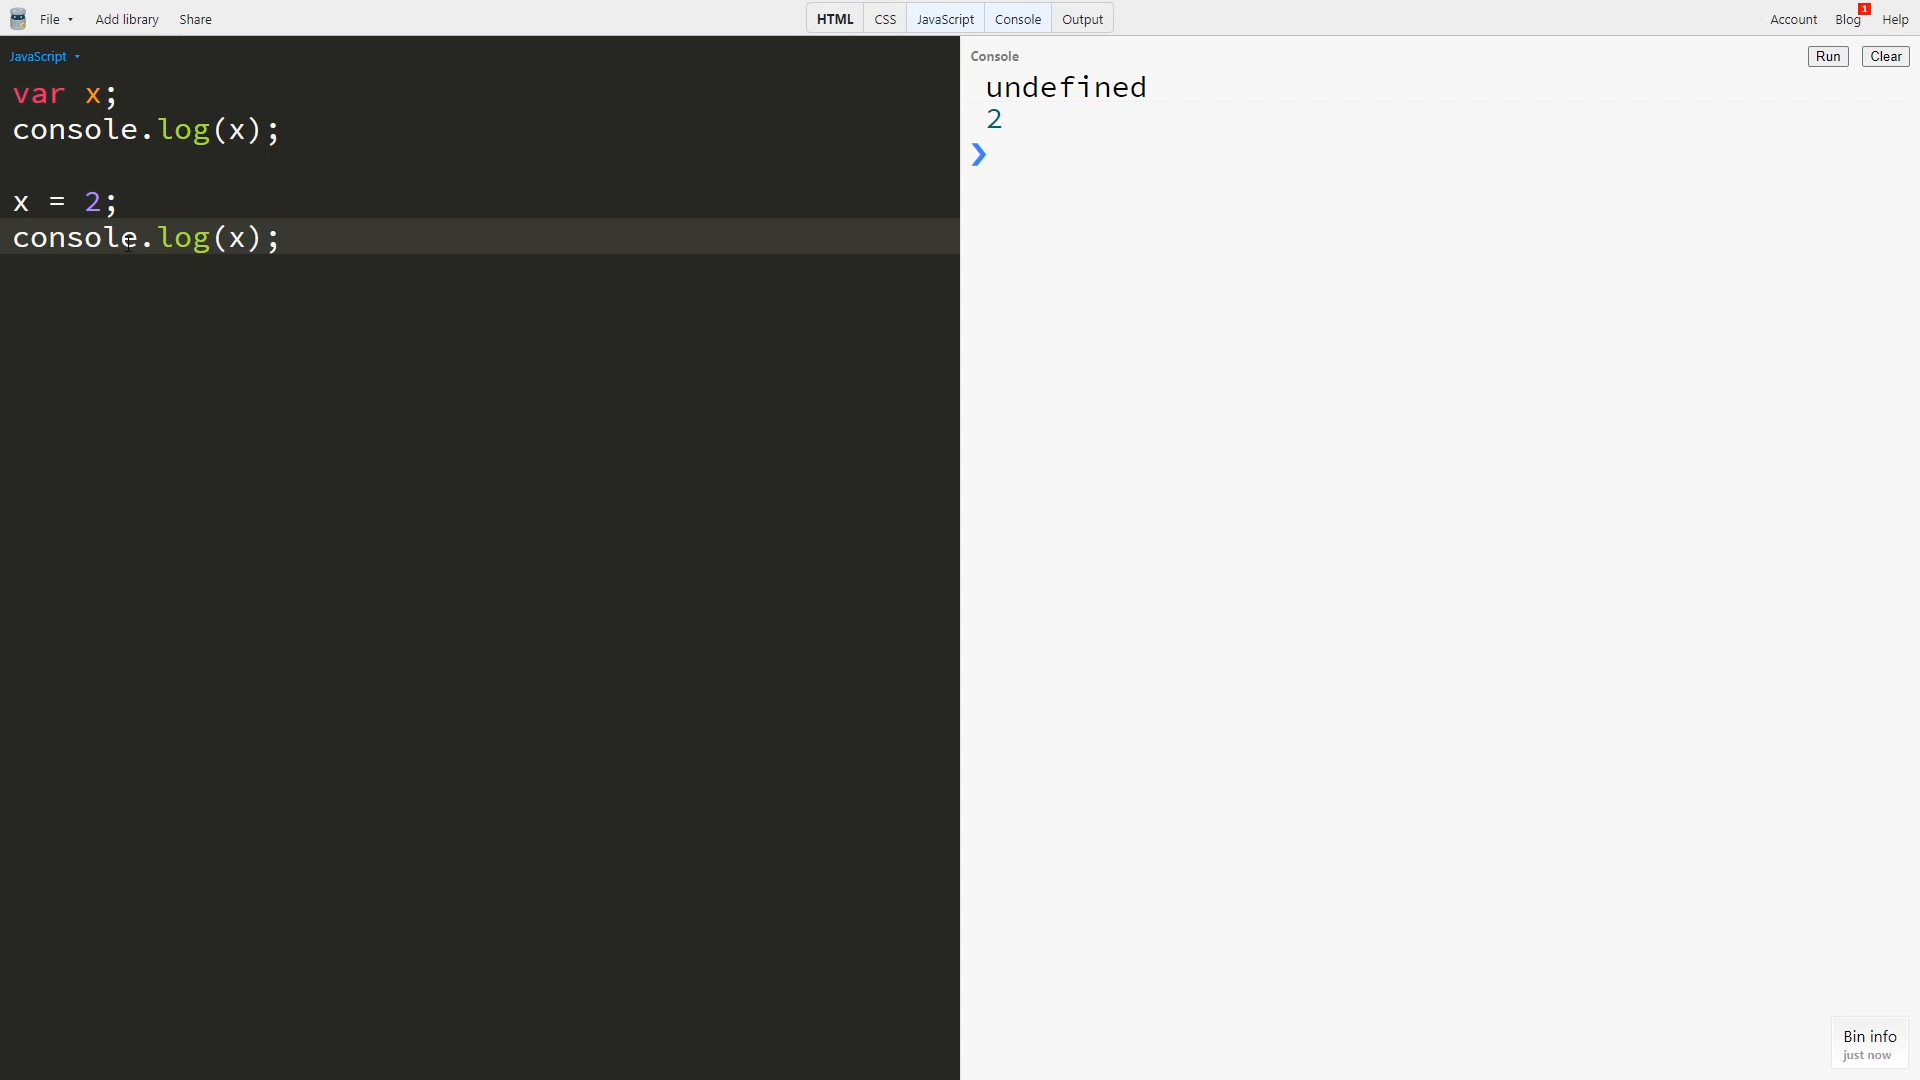 File Add library Share HTML CSS JavaScript Console Output Account Blog 1 Help
JavaScript
var x;
console.log(x);
x = 2;
console.log(x);
Console Run Clear
undefined
2
Bin info
just now